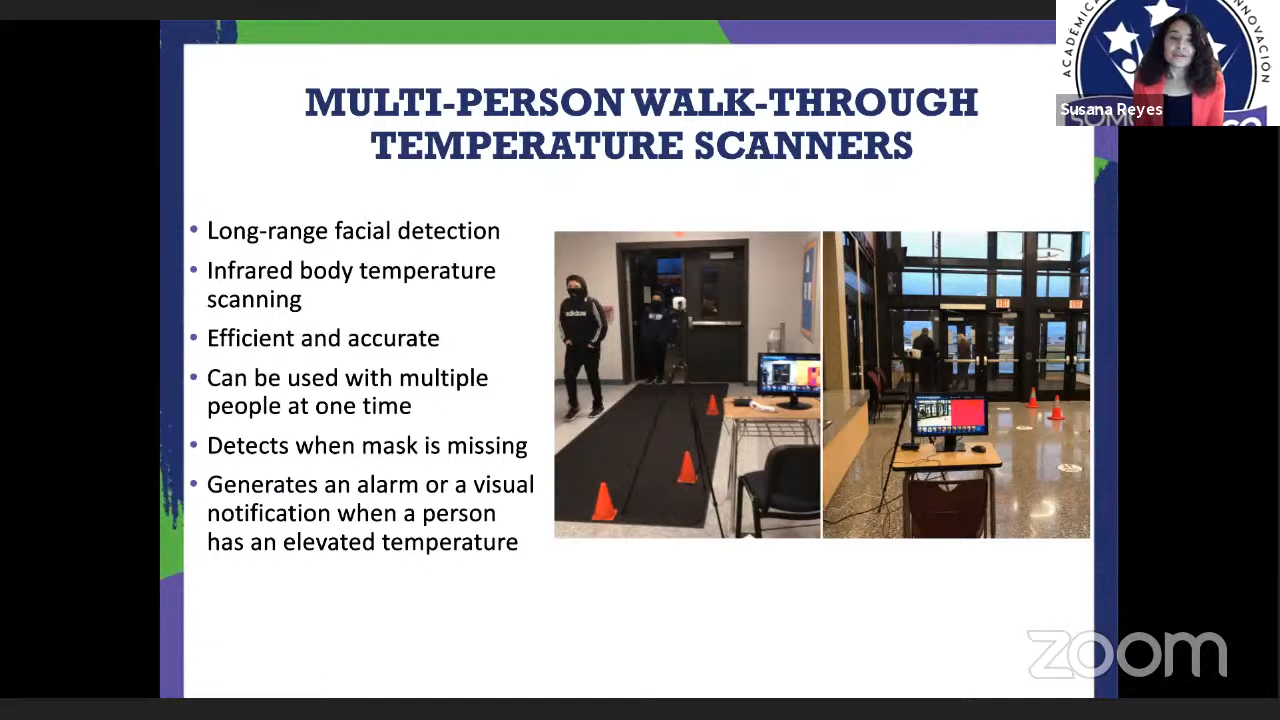 MULTI-PERSON WALK-THROUGH
TEMPERATURE SCANNERS
• Long-range facial detection
• Infrared body temperature
scanning
• Efficient and accurate
• Can be used with multiple
people at one time
• Detects when mask is missing
• Generates an alarm or a visual
notification when a person
has an elevated temperature
adidas
EXIT
Susana Reyes
zoom